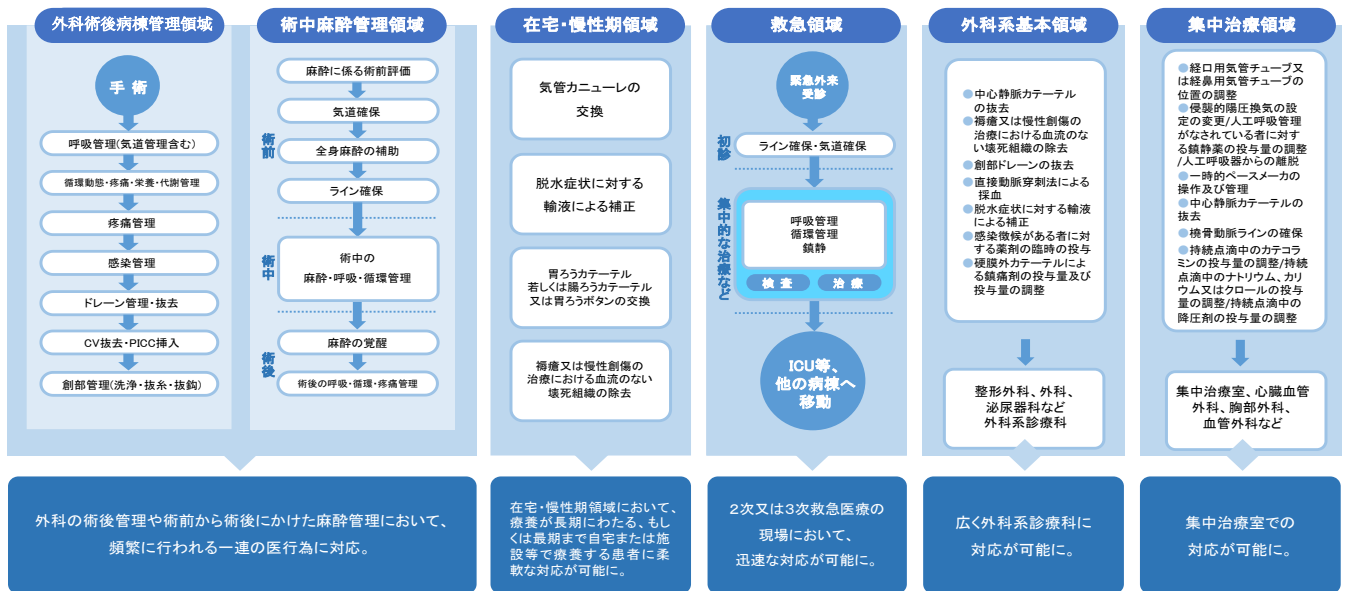 外科術後病棟管理領域
手 術
呼吸管理(気道管理含む)
循環動態・疼痛・栄養・代謝管理
疼痛管理
感染管理
ドレーン管理・抜去
CV抜去・PICC挿入
創部管理(洗浄・抜糸・抜鈎)
術中麻酔管理領域
術前
麻酔に係る術前評価
気道確保
全身麻酔の補助
ライン確保
術中
術中の
麻酔・呼吸・循環管理
術後
麻酔の覚醒
術後の呼吸・循環・疼痛管理
外科の術後管理や術前から術後にかけた麻酔管理において、
頻繁に行われる一連の医行為に対応。
在宅・慢性期領域
気管カニューレの
交換
脱水症状に対する
輸液による補正
胃ろうカテーテル
若しくは腸ろうカテーテル
又は胃ろうボタンの交換
褥瘡又は慢性創傷の
治療における血流のない
壊死組織の除去
在宅・慢性期領域において、
療養が長期にわたる、もし
くは最期まで自宅または施
設等で療養する患者に柔
軟な対応が可能に。
救急領域
緊急外来
受診
初診
ライン確保・気道確保
集中的な治療など
呼吸管理
循環管理
鎮静
検 査
治 療
ICU等、
他の病棟へ
移動
2次又は3次救急医療の
現場において、
迅速な対応が可能に。
外科系基本領域
●中心静脈カテーテル
の抜去
●褥瘡又は慢性創傷の
治療における血流のな
い壊死組織の除去
●創部ドレーンの抜去
●直接動脈穿刺法による
採血
●脱水症状に対する輸液
による補正
●感染徴候がある者に対
する薬剤の臨時の投与
●硬膜外カテーテルによ
る鎮痛剤の投与量及び
投与量の調整
整形外科、外科、
泌尿器科など
外科系診療科
広く外科系診療科に
対応が可能に。
集中治療領域
●経口用気管チューブ又
は経鼻用気管チューブの
位置の調整
●侵襲的陽圧換気の設
定の変更/人工呼吸管理
がなされている者に対す
る鎮静薬の投与量の調整
/人工呼吸器からの離脱
●一時的ペースメーカの
操作及び管理
●中心静脈カテーテルの
抜去
●橈骨動脈ラインの確保
●持続点滴中のカテコラ
ミンの投与量の調整/持続
点滴中のナトリウム、カリ
ウム又はクロールの投与
量の調整/持続点滴中の
降圧剤の投与量の調整
集中治療室、心臓血管
外科、胸部外科、
血管外科など
集中治療室での
対応が可能に。